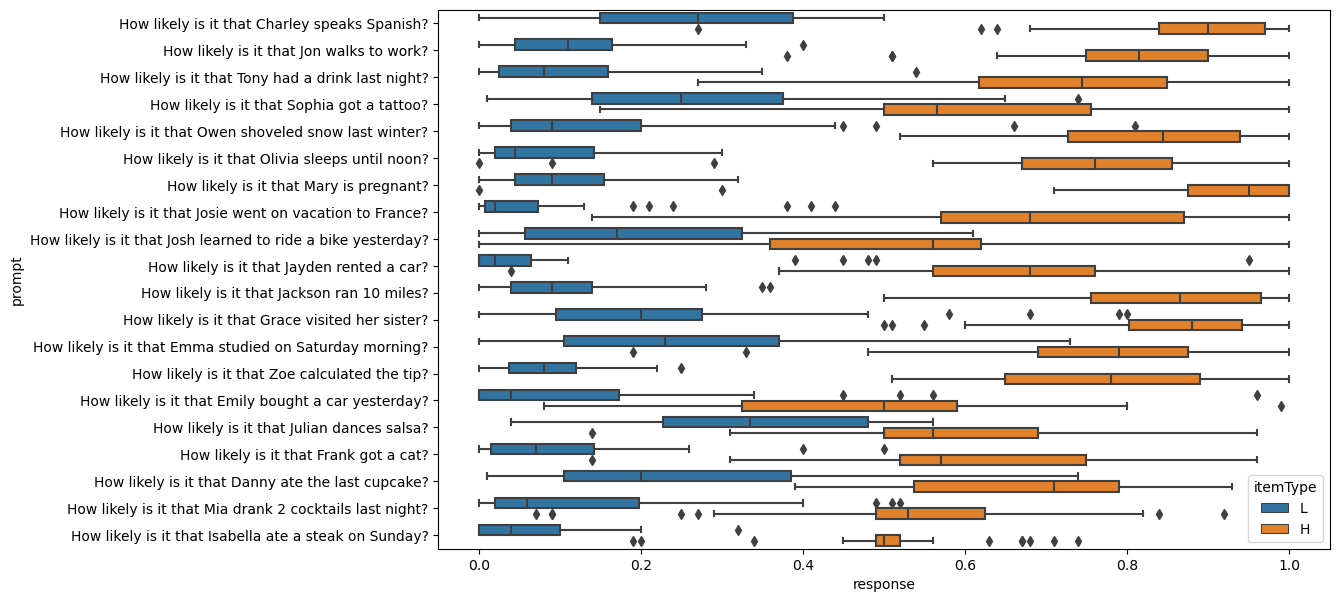 How likely is it that Charley speaks Spanish?
How likely is it that Jon walks to work?
How likely is it that Tony had a drink last night?
How likely is it that Sophia got a tattoo?
How likely is it that Owen shoveled snow last winter?
How likely is it that Olivia sleeps until noon?
How likely is it that Mary is pregnant?
How likely is it that Josie went on vacation to France?
How likely is it that Josh learned to ride a bike yesterday?
How likely is it that Jayden rented a car?
How likely is it that Jackson ran 10 miles?
How likely is it that Grace visited her sister?
How likely is it that Emma studied on Saturday morning?
How likely is it that Zoe calculated the tip?
How likely is it that Emily bought a car yesterday?
How likely is it that Julian dances salsa?
How likely is it that Frank got a cat?
How likely is it that Danny ate the last cupcake?
How likely is it that Mia drank 2 cocktails last night?
How likely is it that Isabella ate a steak on Sunday?
prompt
itemType
L
H
0.0 0.2 0.4 0.6 0.8 1.0
response